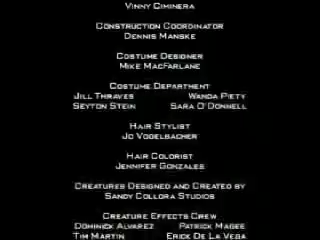 Vinny Ciminera
Construction Coordinator
Dennis Manske
Costume Designer
Mike MacFarlane
Costume Department
Jill Thraves Wanda Piety
Seyton Stein Sara O'Donnell
Hair Stylist
Jo Vogelbacher
Hair Colorist
Jennifer Gonzales
Creatures Designed and Created by
Sandy Collora Studios
Creature Effects Crew
Dominick Alvarez Patrick Magee
Tim Martin Erick De La Vega